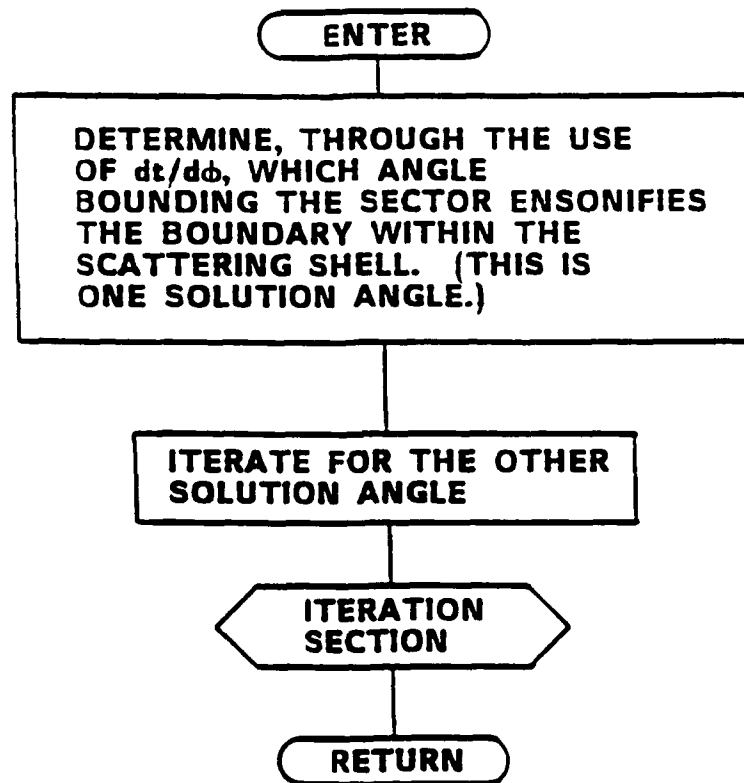 ENTER
DETERMINE, THROUGH THE USE
OF dt/dϕ, WHICH ANGLE
BOUNDING THE SECTOR ENSONIFIES
THE BOUNDARY WITHIN THE
SCATTERING SHELL. (THIS IS
ONE SOLUTION ANGLE.)
ITERATE FOR THE OTHER
SOLUTION ANGLE
ITERATION
SECTION
RETURN